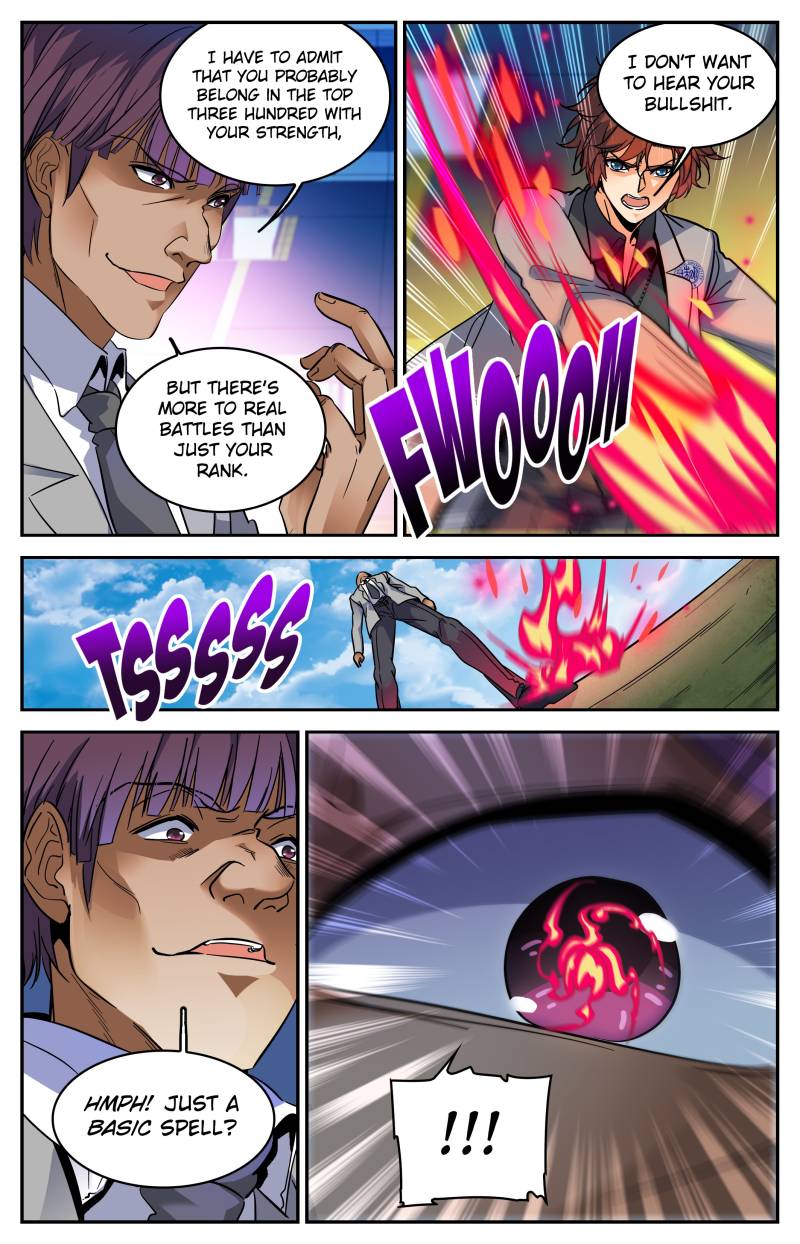 I HAVE TO ADMIT
THAT YOU PROBABLY
BELONG IN THE TOP
THREE HUNDRED WITH
YOUR STRENGTH,
BUT THERE'S
MORE TO REAL
BATTLES THAN
JUST YOUR
RANK.
I DON'T WANT
TO HEAR YOUR
BULLSHIT.
FWOOOM
TSSSSSS
HMPH! JUST A
BASIC SPELL?
!!!